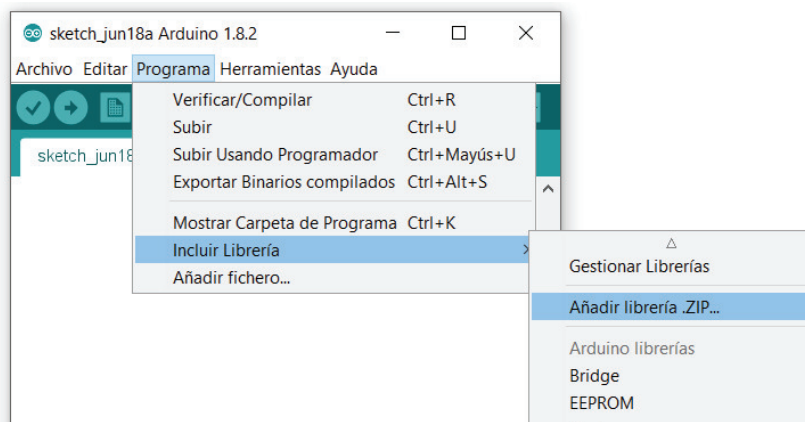 sketch_jun18a Arduino 1.8.2
Archivo Editar Programa Herramientas Ayuda
sketch_jun18
Verificar/Compilar Ctrl+R
Subir Ctrl+U
Subir Usando Programador Ctrl+Mayús+U
Exportar Binarios compilados Ctrl+Alt+S
Mostrar Carpeta de Programa Ctrl+K
Incluir Librería
Añadir fichero...
Gestionar Librerías
Añadir librería .ZIP...
Arduino librerías
Bridge
EEPROM